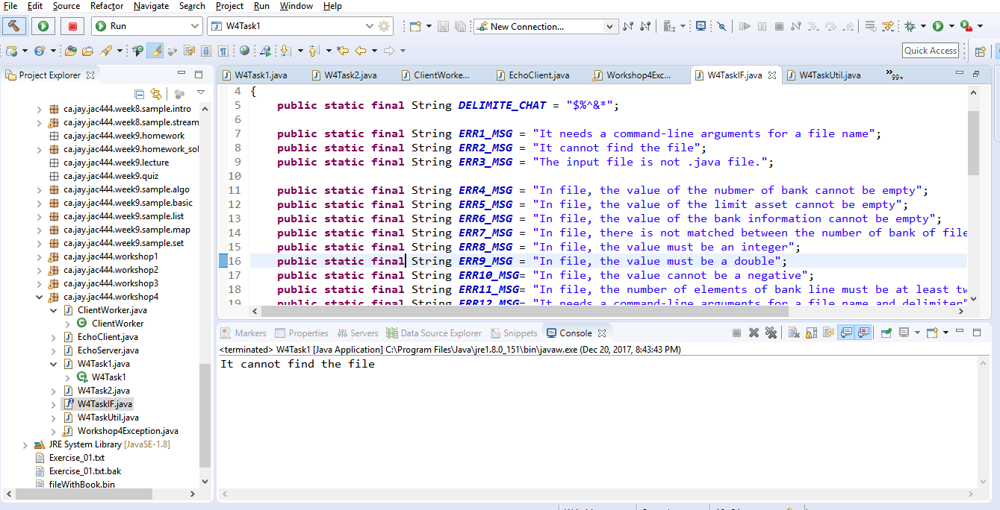 File Edit Source Refactor Navigate Search Project Run Window Help
Run W4Task1 New Connection...
Quick Access
Project Explorer
ca.jay.jac444.week8.sample.intro
ca.jay.jac444.week8.sample.stream
ca.jay.jac444.week9.homework
ca.jay.jac444.week9.homework_sol
ca.jay.jac444.week9.lecture
ca.jay.jac444.week9.quiz
ca.jay.jac444.week9.sample.algo
ca.jay.jac444.week9.sample.basic
ca.jay.jac444.week9.sample.list
ca.jay.jac444.week9.sample.map
ca.jay.jac444.week9.sample.set
ca.jay.jac444.workshop1
ca.jay.jac444.workshop2
ca.jay.jac444.workshop3
ca.jay.jac444.workshop4
ClientWorker.java
ClientWorker
EchoClient.java
EchoServer.java
W4Task1.java
W4Task1
W4Task2.java
W4TaskIF.java
W4TaskUtil.java
Workshop4Exception.java
JRE System Library [JavaSE-1.8]
Exercise_01.txt
Exercise_01.txt.bak
fileWithBook.bin
W4Task1.java W4Task2.java ClientWorke... EchoClient.java Workshop4Exc... W4TaskIF.java W4TaskUtil.java »99+
4 {
5 public static final String DELIMITE_CHAT = "$%^&*";
6
7 public static final String ERR1_MSG = "It needs a command-line arguments for a file name";
8 public static final String ERR2_MSG = "It cannot find the file";
9 public static final String ERR3_MSG = "The input file is not .java file.";
10
11 public static final String ERR4_MSG = "In file, the value of the nubmer of bank cannot be empty";
12 public static final String ERR5_MSG = "In file, the value of the limit asset cannot be empty";
13 public static final String ERR6_MSG = "In file, the value of the bank information cannot be empty";
14 public static final String ERR7_MSG = "In file, there is not matched between the number of bank of file
15 public static final String ERR8_MSG = "In file, the value must be an integer";
16 public static final String ERR9_MSG = "In file, the value must be a double";
17 public static final String ERR10_MSG= "In file, the value cannot be a negative";
18 public static final String ERR11_MSG= "In file, the number of elements of bank line must be at least tw
19 public static final String ERR12_MSG= "It needs a command-line arguments for a file name and delimiter"
Markers Properties Servers Data Source Explorer Snippets Console
<terminated> W4Task1 [Java Application] C:\Program Files\Java\jre1.8.0_151\bin\javaw.exe (Dec 20, 2017, 8:43:43 PM)
It cannot find the file